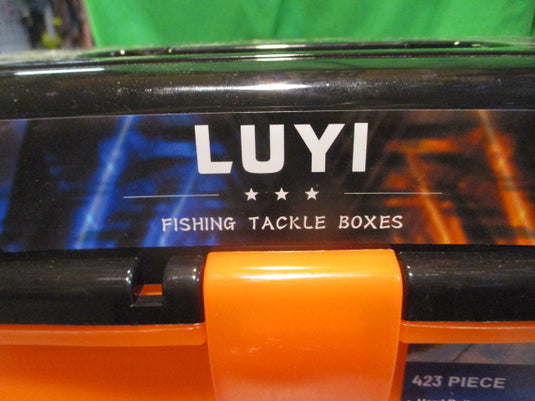 LUYI
FISHING TACKLE BOXES
423 PIECE